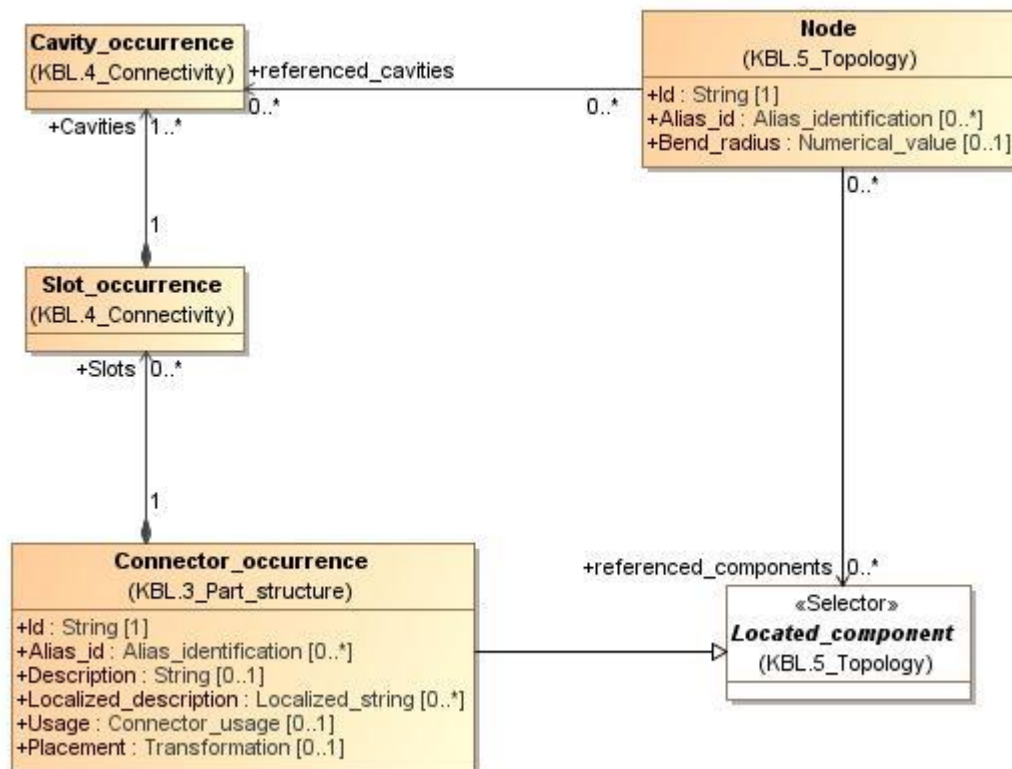 Cavity_occurrence
(KBL.4_Connectivity)
Node
(KBL.5_Topology)
+Id : String [1]
+Alias_id : Alias_identification [0..*]
+Bend_radius : Numerical_value [0..1]
+referenced_cavities
0..*
0..*
+Cavities
1..*
0..*
1
Slot_occurrence
(KBL.4_Connectivity)
+Slots
0..*
1
Connector_occurrence
(KBL.3_Part_structure)
+Id : String [1]
+Alias_id : Alias_identification [0..*]
+Description : String [0..1]
+Localized_description : Localized_string [0..*]
+Usage : Connector_usage [0..1]
+Placement : Transformation [0..1]
+referenced_components
0..*
«Selector»
Located_component
(KBL.5_Topology)